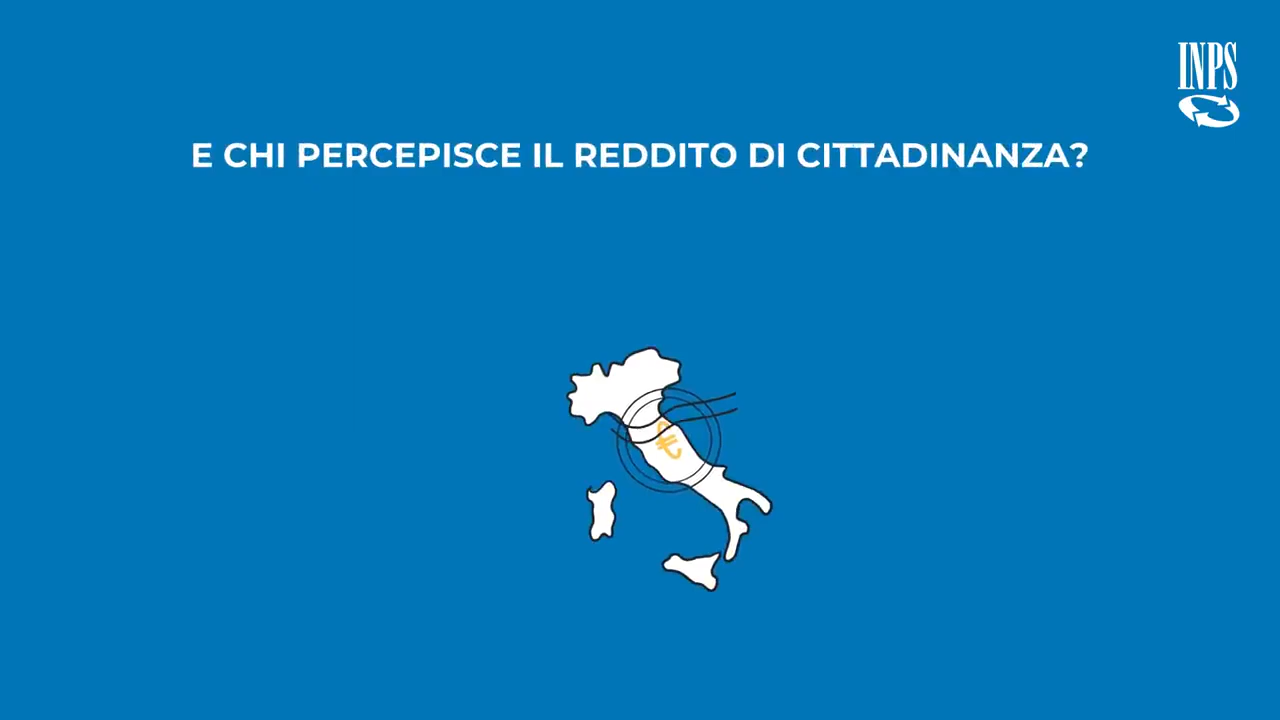 INPS
E CHI PERCEPISCE IL REDDITO DI CITTADINANZA?
€